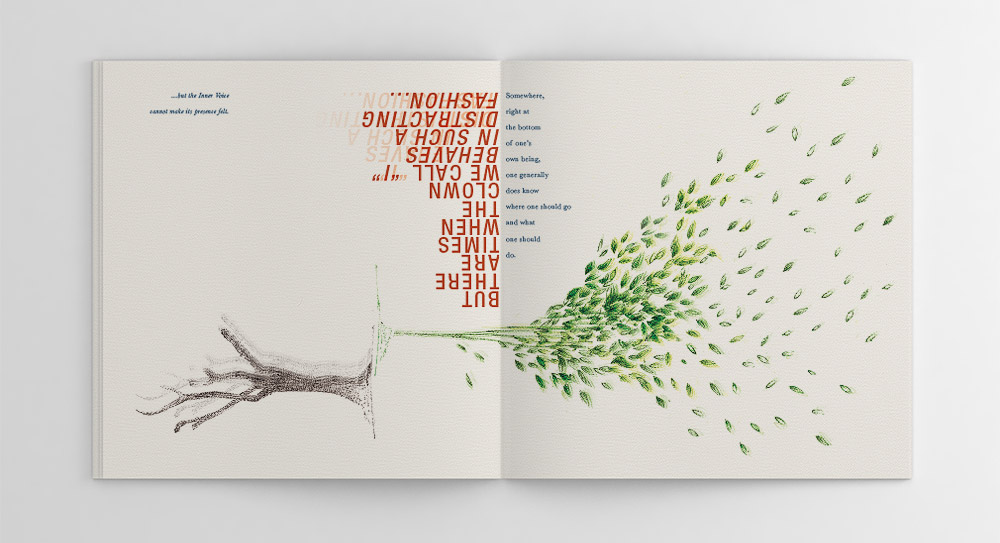 ...but the Inner Voice
cannot make its presence felt.
BUT
THERE
ARE
TIMES
WHEN
THE
CLOWN
WE CALL "I"
BEHAVES
IN SUCH A
DISTRACTING
FASHION...
Somewhere,
right at
the bottom
of one's
own being,
one generally
does know
where one should go
and what
one should
do.